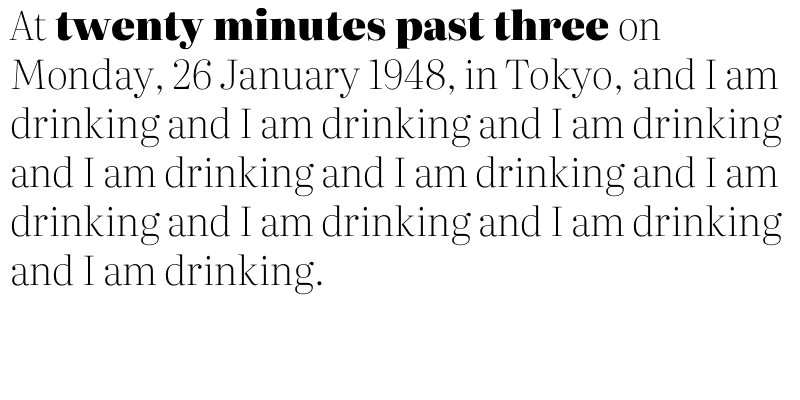 At twenty minutes past three on
Monday, 26 January 1948, in Tokyo, and I am
drinking and I am drinking and I am drinking
and I am drinking and I am drinking and I am
drinking and I am drinking and I am drinking
and I am drinking.